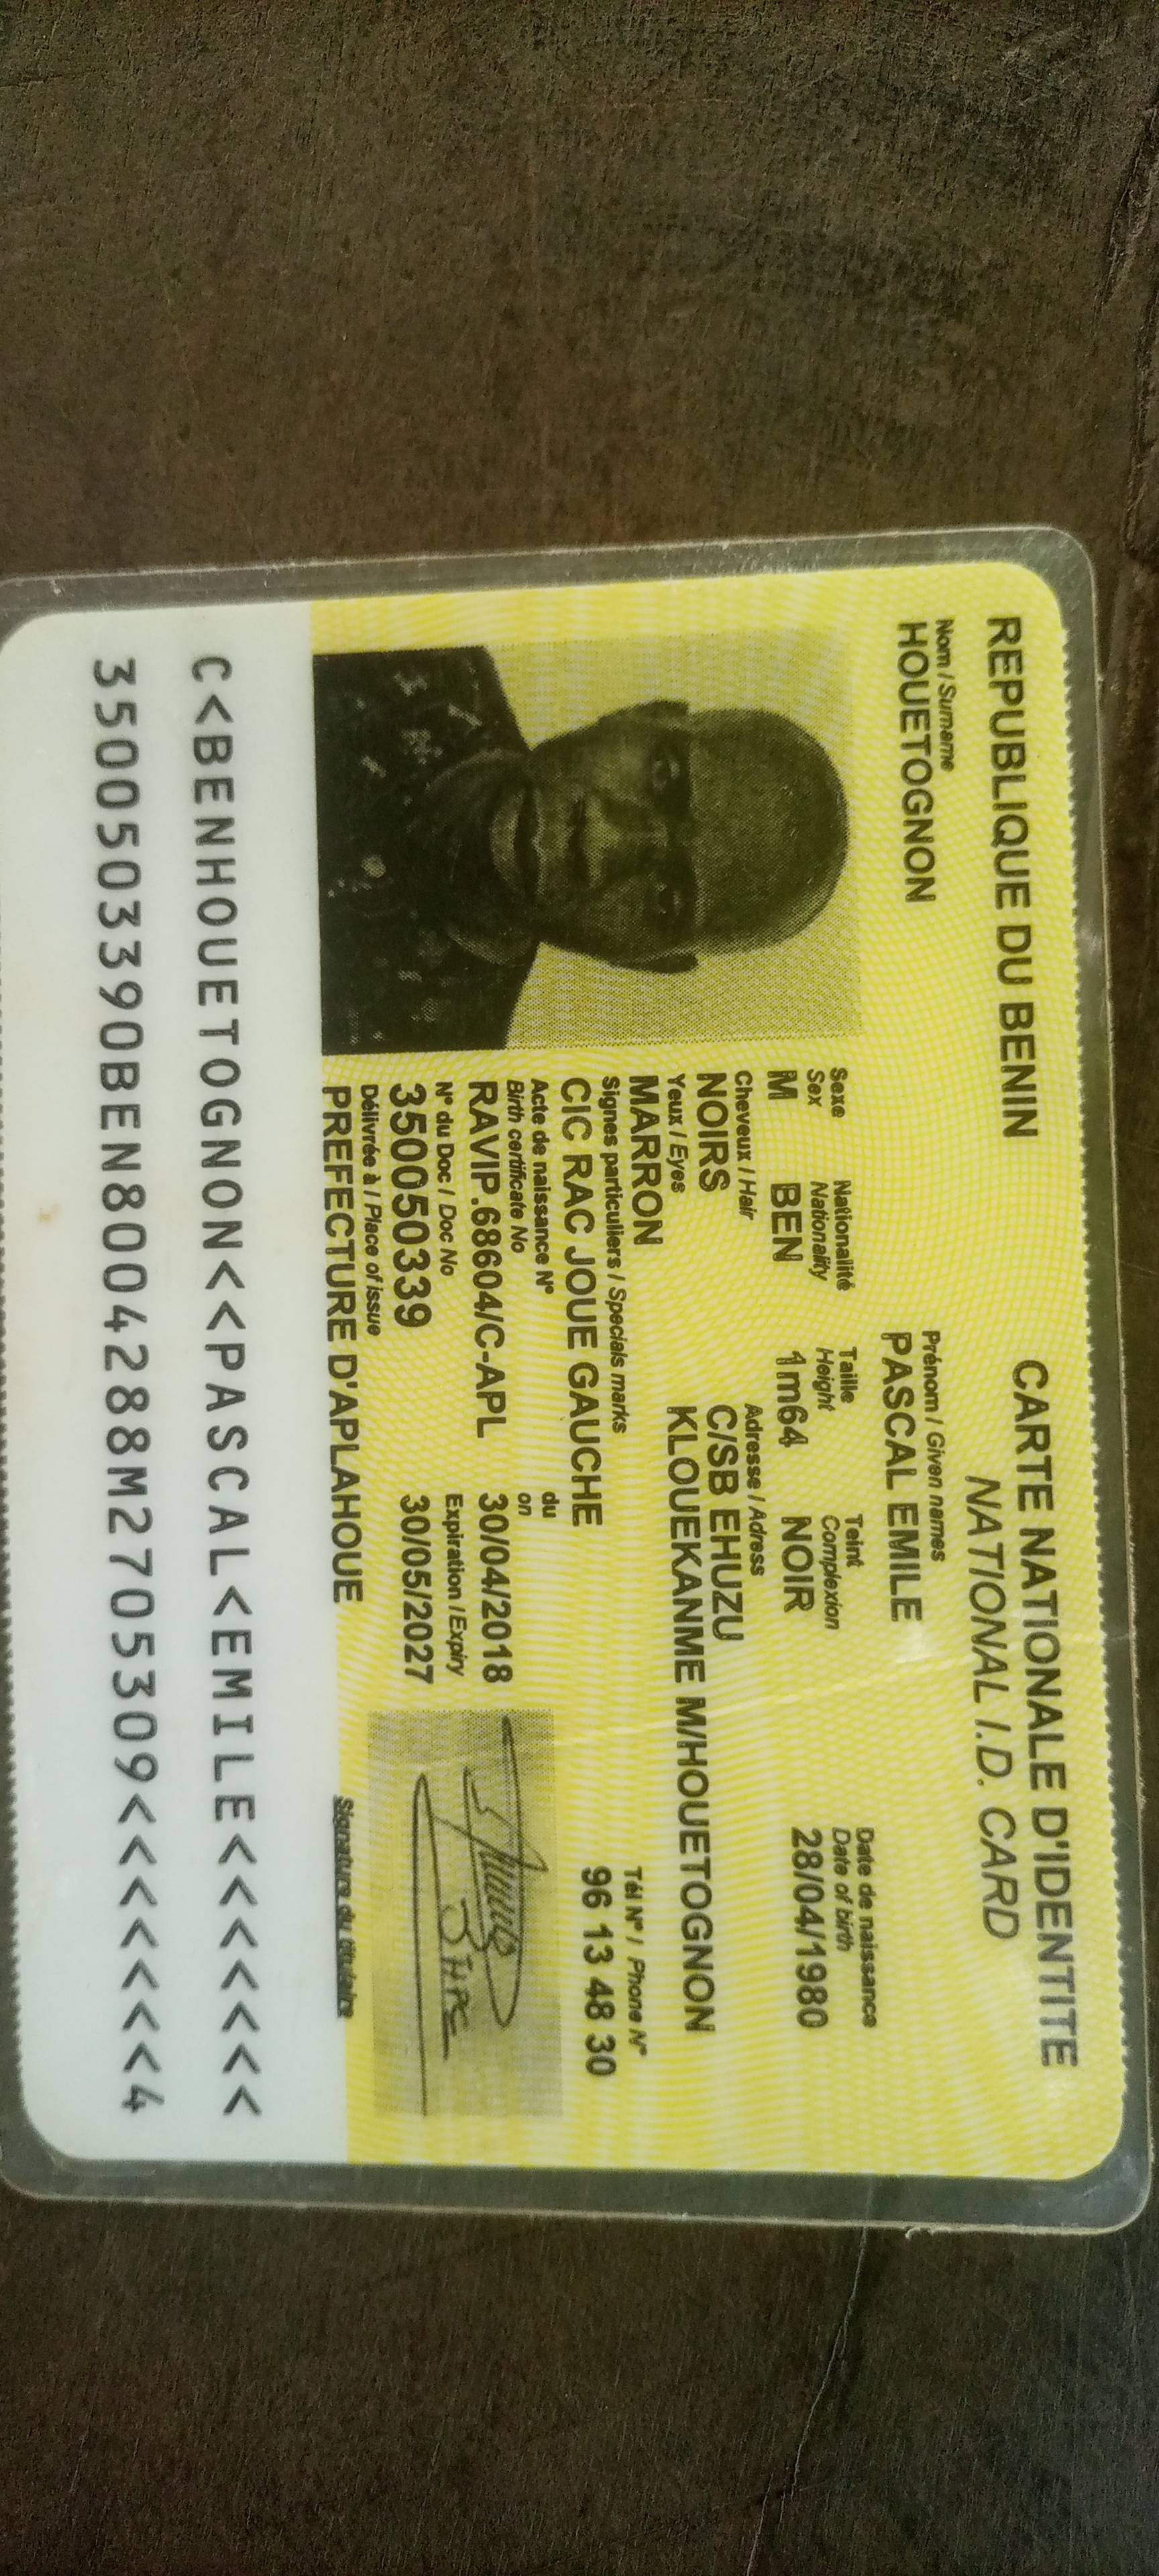 REPUBLIQUE DU BENIN
CARTE NATIONALE D'IDENTITE
NATIONAL I.D. CARD
Nom / Surname
HOUETOGNON
Prénom / Given names
PASCAL EMILE
Sexe
Sex
M
Nationalité
Nationality
BEN
Taille
Height
1m64
Teint
Complexion
NOIR
Date de naissance
Date of birth
28/04/1980
Cheveux / Hair
NOIRS
Adresse / Adress
C/SB EHUZU
KLOUEKANME M/HOUETOGNON
Yeux / Eyes
MARRON
Signes particuliers / Specials marks
CIC RAC JOUE GAUCHE
Tél N° / Phone N°
96 13 48 30
Acte de naissance N°
Birth certificate No
RAVIP.68604/C-APL
du
on
30/04/2018
N° du Doc / Doc No
350050339
Expiration / Expiry
30/05/2027
Délivrée à / Place of issue
PREFECTURE D'APLAHOUE
Signature du titulaire
C<BENHOUETOGNON<<PASCAL<EMILE<<<<<<<
3500503390BEN8004288M2705309<<<<<<<4